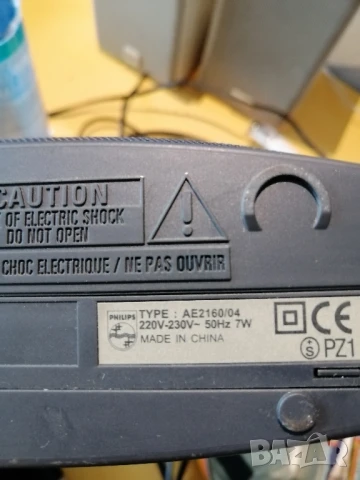 CAUTION
OF ELECTRIC SHOCK
DO NOT OPEN
CHOC ELECTRIQUE / NE PAS OUVRIR
PHILIPS
TYPE : AE2160/04
220V-230V~ 50Hz 7W
MADE IN CHINA
CE
S PZ1
BAZAR
bg